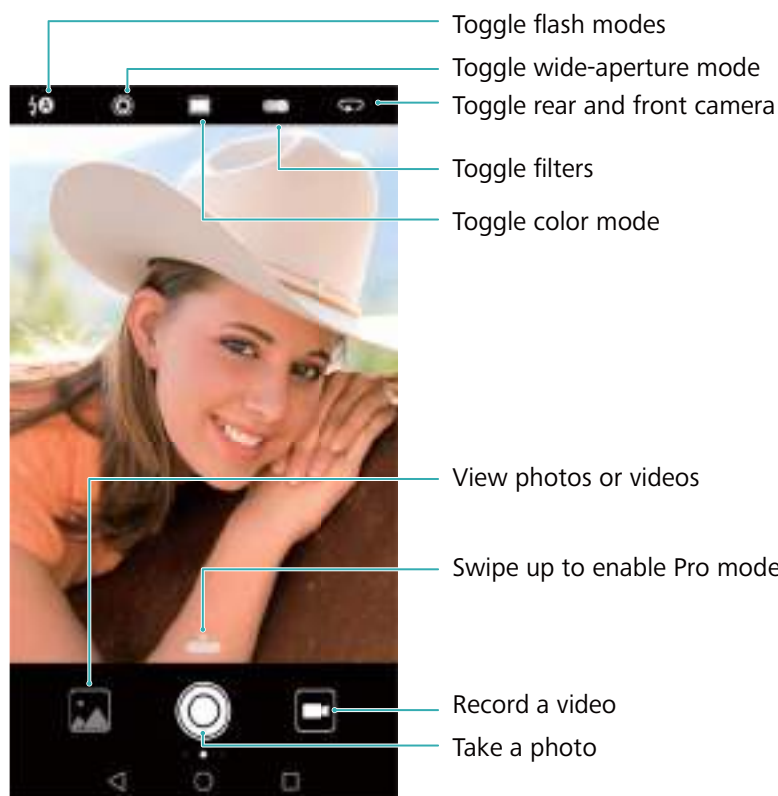 Toggle flash modes
Toggle wide-aperture mode
Toggle rear and front camera
Toggle filters
Toggle color mode
View photos or videos
Swipe up to enable Pro mode
Record a video
Take a photo